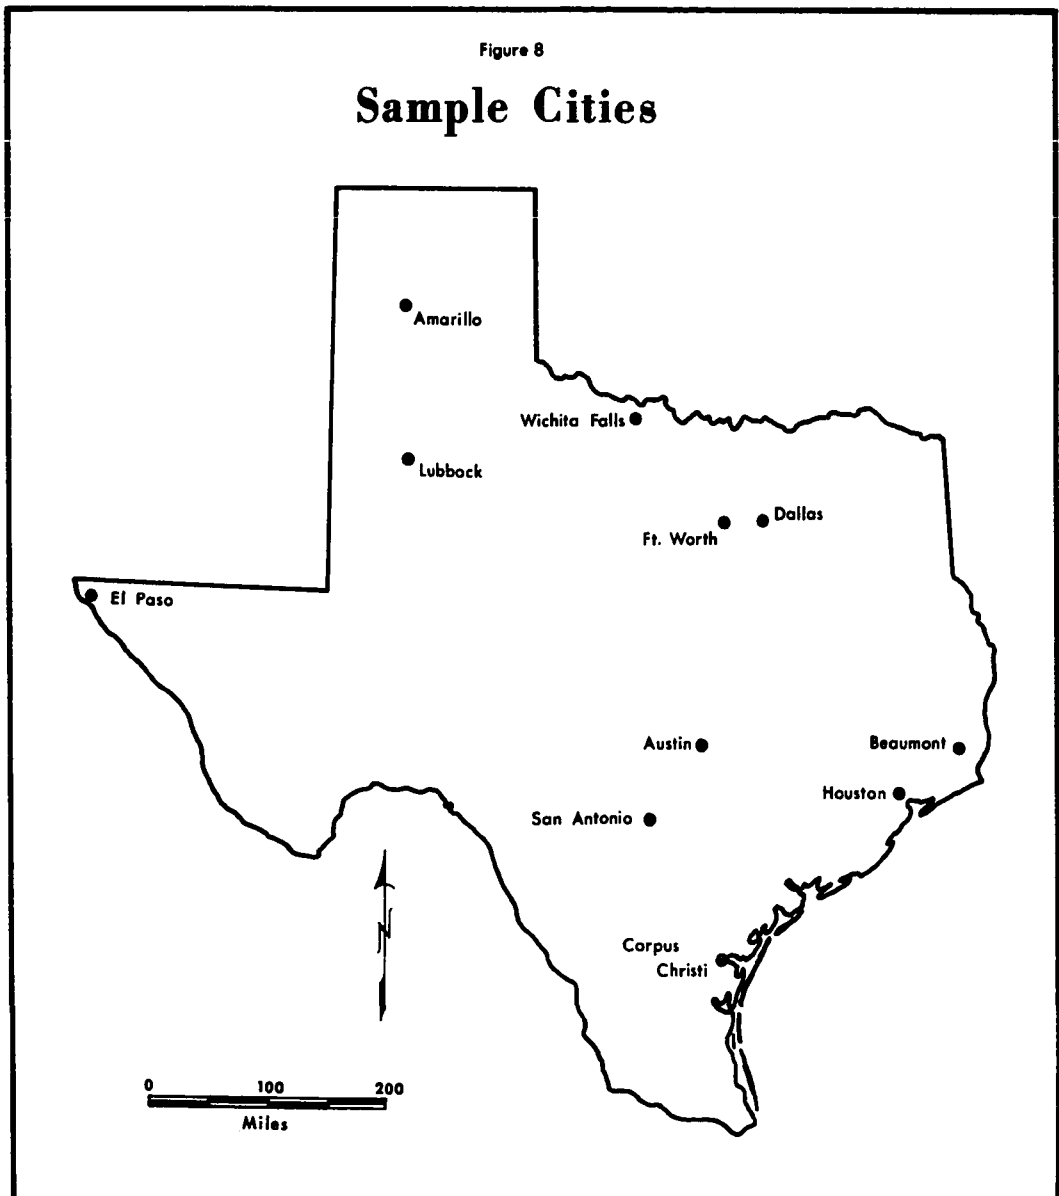 Figure 8
Sample Cities
Amarillo
Wichita Falls
Lubbock
Dallas
Ft. Worth
El Paso
Austin
Beaumont
Houston
San Antonio
Corpus
Christi
N
0 100 200
Miles